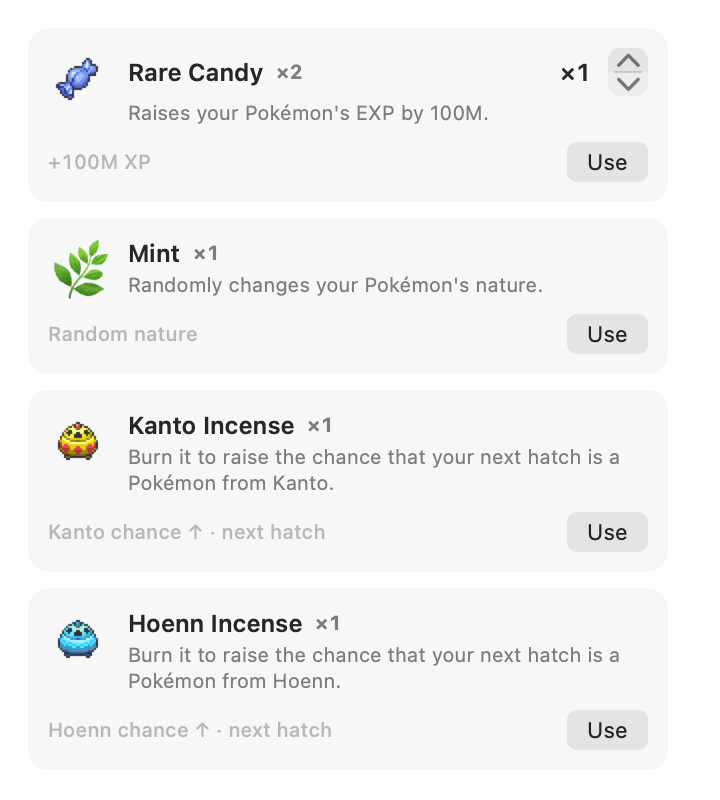 Rare Candy ×2 ×1
Raises your Pokémon's EXP by 100M.
+100M XP Use
Mint ×1
Randomly changes your Pokémon's nature.
Random nature Use
Kanto Incense ×1
Burn it to raise the chance that your next hatch is a
Pokémon from Kanto.
Kanto chance ↑ · next hatch Use
Hoenn Incense ×1
Burn it to raise the chance that your next hatch is a
Pokémon from Hoenn.
Hoenn chance ↑ · next hatch Use